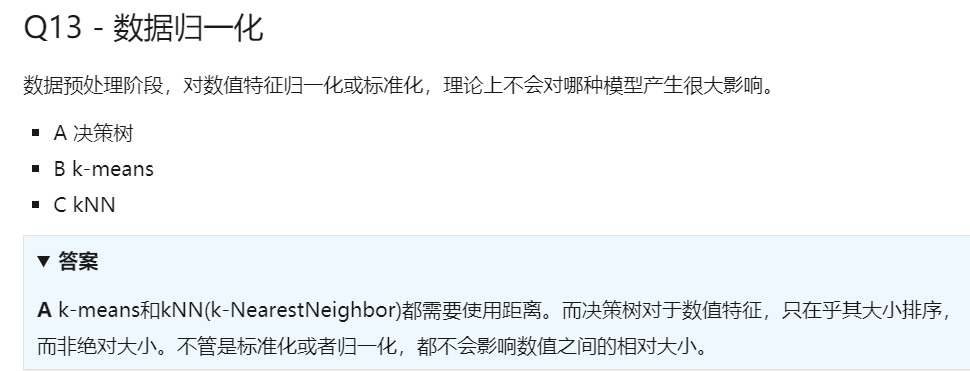 Q13 - 数据归一化
数据预处理阶段，对数值特征归一化或标准化，理论上不会对哪种模型产生很大影响。
A 决策树
B k-means
C kNN
答案
A k-means和kNN(k-NearestNeighbor)都需要使用距离。而决策树对于数值特征，只在乎其大小排序，
而非绝对大小。不管是标准化或者归一化，都不会影响数值之间的相对大小。